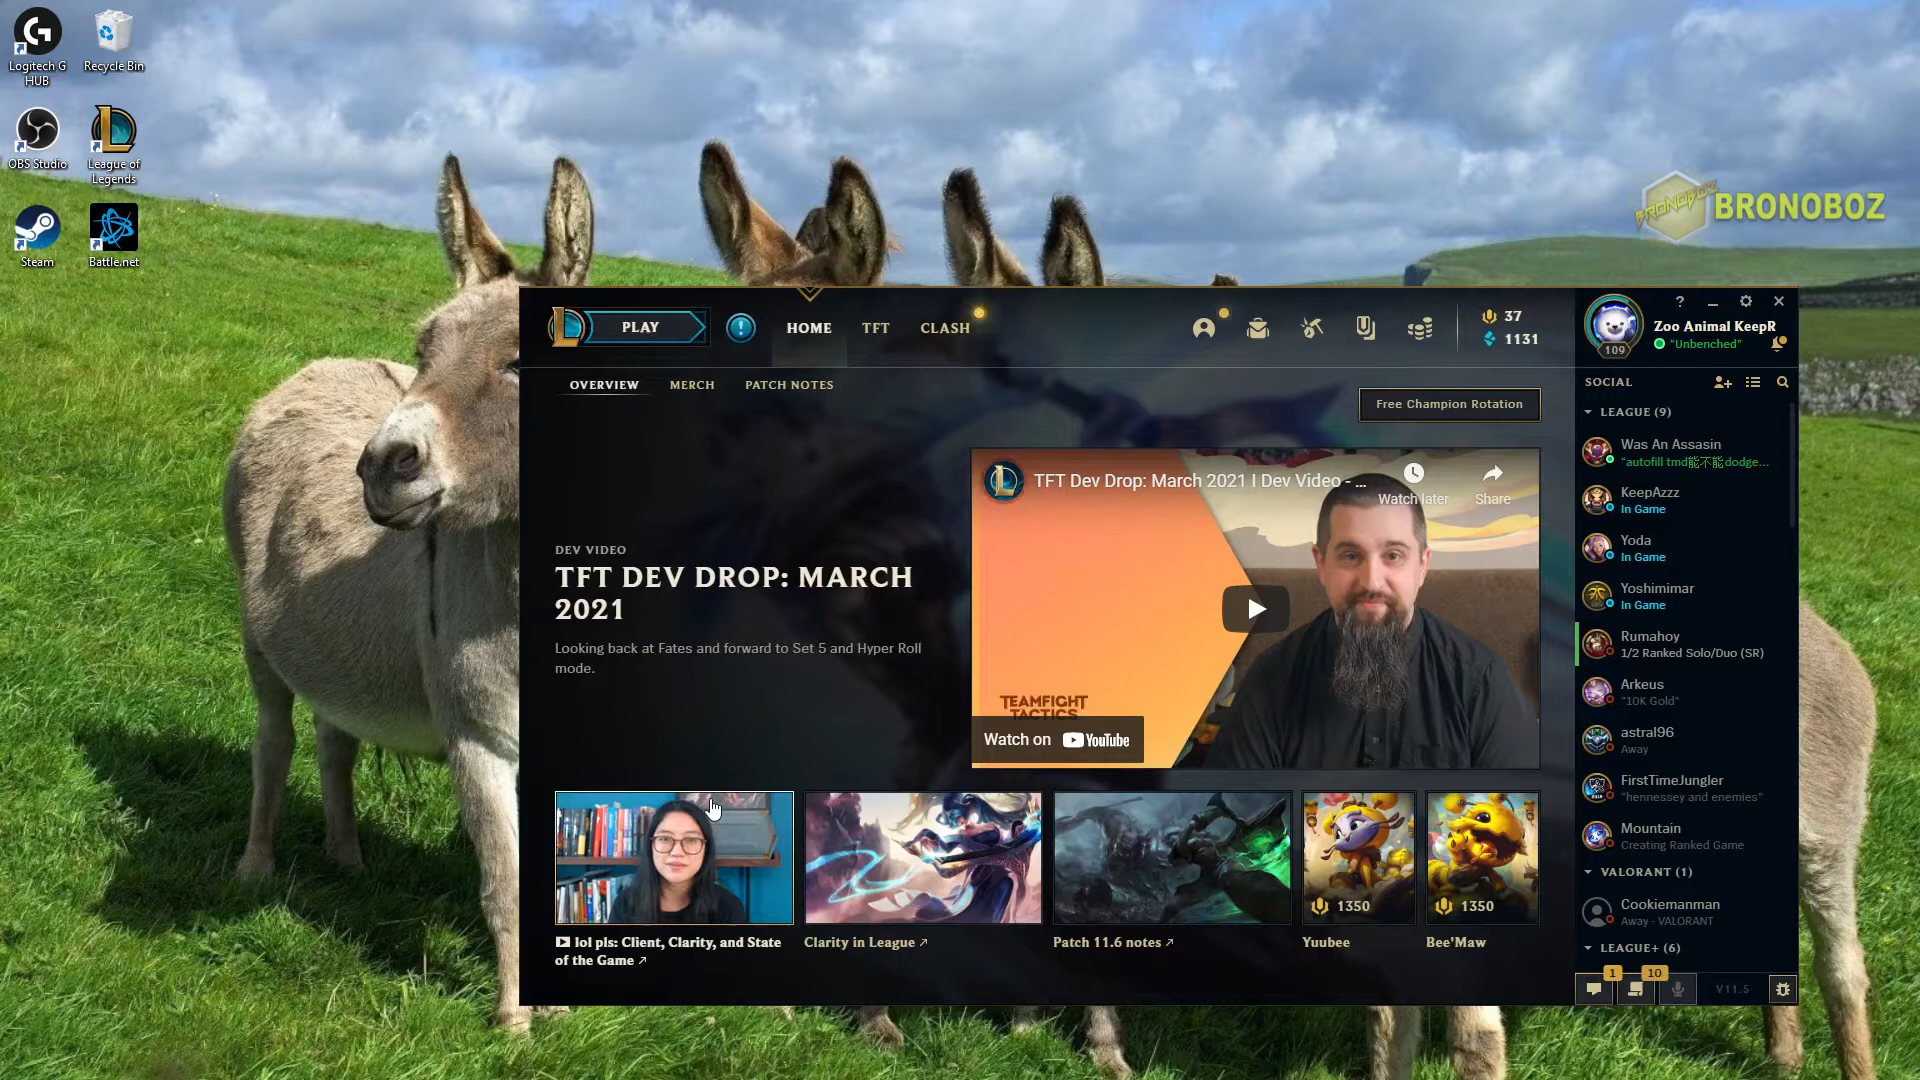 Logitech G
HUB
Recycle Bin
OBS Studio
League of
Legends
Steam
Battle.net
BRONOBOZ
BRONOBOZ
PLAY
HOME
TFT
CLASH
37
1131
?
109
Zoo Animal KeepR
"Unbenched"
OVERVIEW
MERCH
PATCH NOTES
Free Champion Rotation
DEV VIDEO
TFT DEV DROP: MARCH
2021
Looking back at Fates and forward to Set 5 and Hyper Roll
mode.
TFT Dev Drop: March 2021 I Dev Video - ...
Watch later
Share
TEAMFIGHT
TACTICS
Watch on YouTube
1350
1350
lol pls: Client, Clarity, and State
of the Game
Clarity in League
Patch 11.6 notes
Yuubee
Bee'Maw
SOCIAL
LEAGUE (9)
Was An Assasin
"autofill tmd能不能dodge...
KeepAzzz
In Game
Yoda
In Game
Yoshimimar
In Game
Rumahoy
1/2 Ranked Solo/Duo (SR)
Arkeus
"10K Gold"
astral96
Away
FirstTimeJungler
"hennessey and enemies"
Mountain
Creating Ranked Game
VALORANT (1)
Cookiemanman
Away - VALORANT
LEAGUE+ (6)
1
10
V11.5